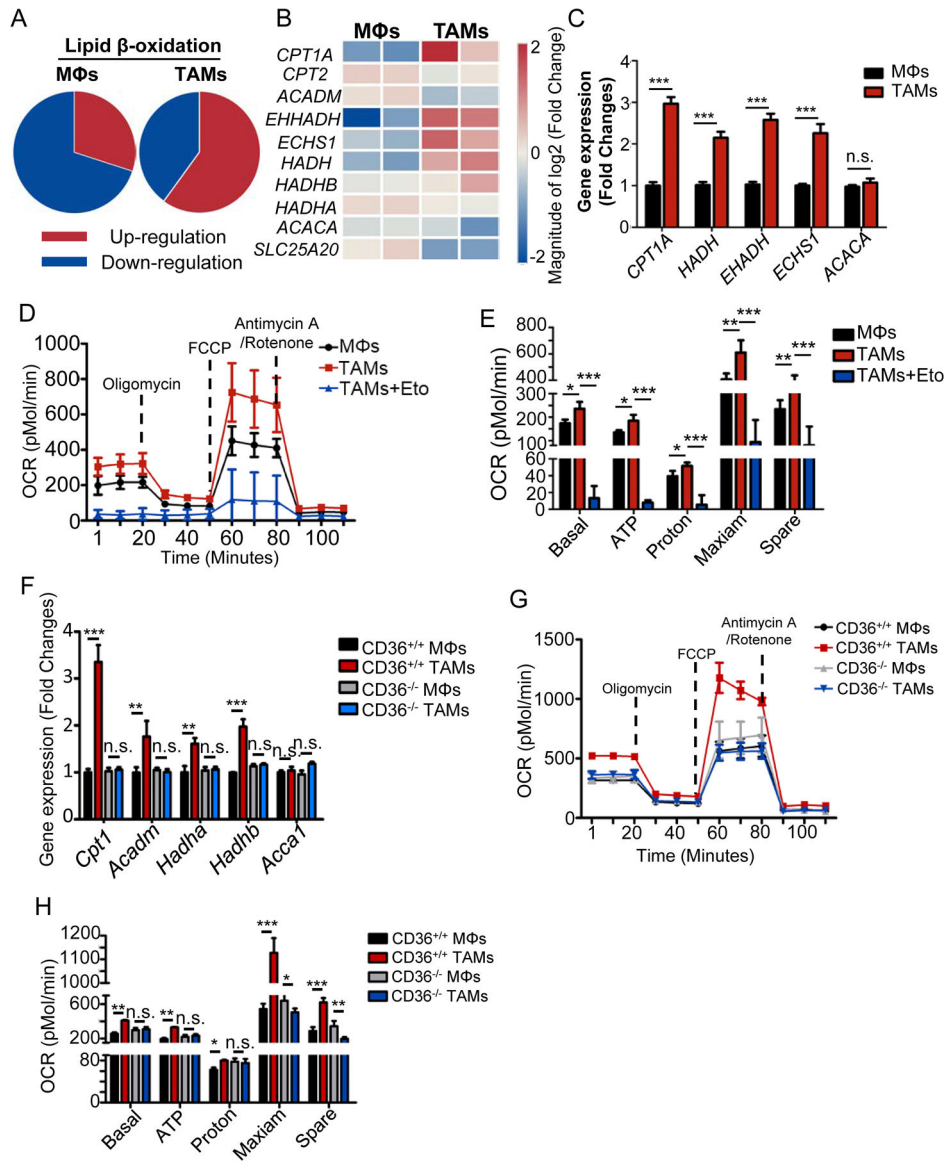 A
Lipid β-oxidation
MΦs TAMs
Up-regulation
Down-regulation
B
MΦs TAMs
CPT1A
CPT2
ACADM
EHHADH
ECHS1
HADH
HADHB
HADHA
ACACA
SLC25A20
2
0
-2
Magnitude of log2 (Fold Change)
C
Gene expression
(Fold Changes)
4
3
2
1
0
*** *** *** *** n.s.
MΦs
TAMs
CPT1A HADH EHADH ECHS1 ACACA
D
OCR (pMol/min)
1000
800
600
400
200
0
Oligomycin
FCCP
Antimycin A
/Rotenone
MΦs
TAMs
TAMs+Eto
1 20 40 60 80 100
Time (Minutes)
E
OCR (pMol/min)
800
600
400
300
200
100
60
40
20
0
* *** * *** * *** ** *** ** ***
MΦs
TAMs
TAMs+Eto
Basal ATP Proton Maxiam Spare
F
Gene expression (Fold Changes)
4
2
1
0
*** n.s. ** n.s. ** n.s. *** n.s. n.s. n.s.
CD36+/+ MΦs
CD36+/+ TAMs
CD36-/- MΦs
CD36-/- TAMs
Cpt1 Acadm Hadha Hadhb Acca1
G
OCR (pMol/min)
1500
1000
500
0
Oligomycin
FCCP
Antimycin A
/Rotenone
CD36+/+ MΦs
CD36+/+ TAMs
CD36-/- MΦs
CD36-/- TAMs
1 20 40 60 80 100
Time (Minutes)
H
OCR (pMol/min)
1200
1000
600
400
200
80
0
** n.s. ** n.s. * n.s. *** * *** **
CD36+/+ MΦs
CD36+/+ TAMs
CD36-/- MΦs
CD36-/- TAMs
Basal ATP Proton Maxiam Spare